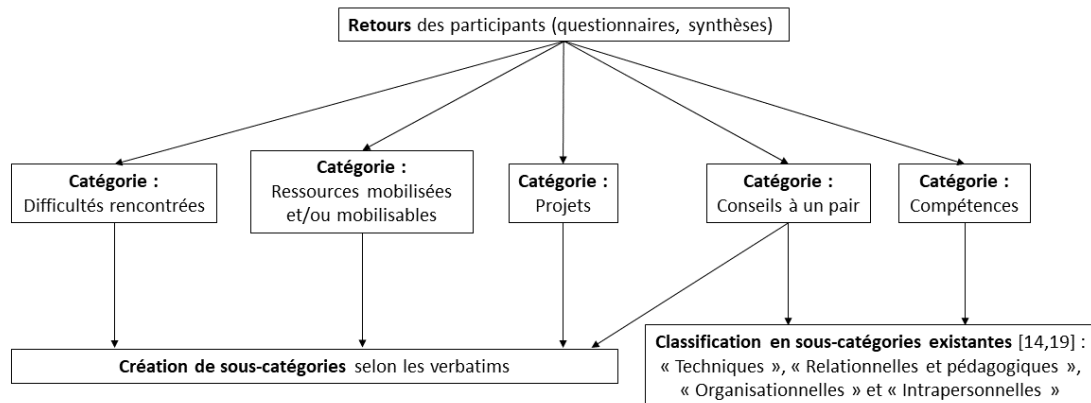 Retours des participants (questionnaires, synthèses)
Catégorie :
Difficultés rencontrées
Catégorie :
Ressources mobilisées
et/ou mobilisables
Catégorie :
Projets
Catégorie :
Conseils à un pair
Catégorie :
Compétences
Création de sous-catégories selon les verbatims
Classification en sous-catégories existantes [14,19] :
« Techniques », « Relationnelles et pédagogiques »,
« Organisationnelles » et « Intrapersonnelles »